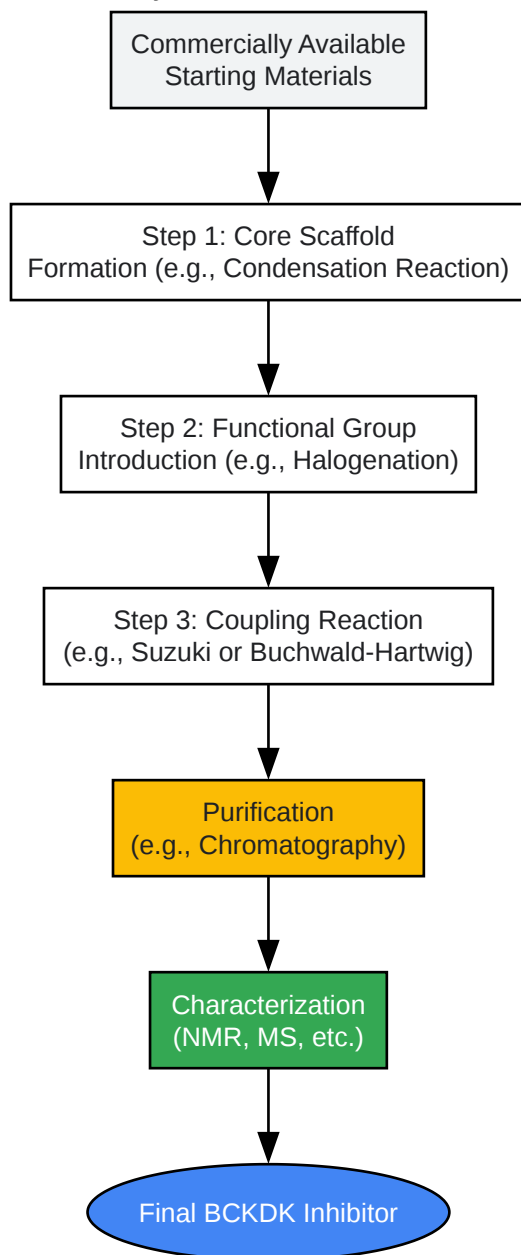 Commercially Available
Starting Materials
Step 1: Core Scaffold
Formation (e.g., Condensation Reaction)
Step 2: Functional Group
Introduction (e.g., Halogenation)
Step 3: Coupling Reaction
(e.g., Suzuki or Buchwald-Hartwig)
Purification
(e.g., Chromatography)
Characterization
(NMR, MS, etc.)
Final BCKDK Inhibitor